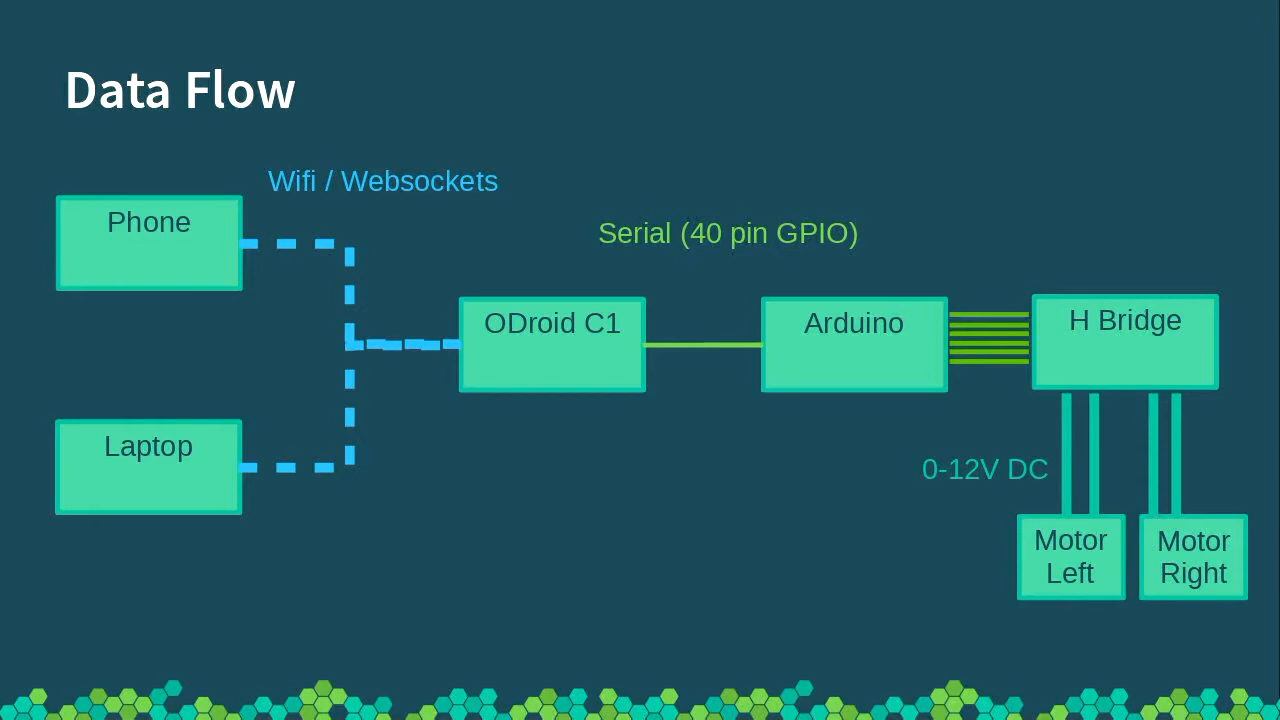 Data Flow
Wifi / Websockets
Phone
Serial (40 pin GPIO)
ODroid C1
Arduino
H Bridge
Laptop
0-12V DC
Motor
Left
Motor
Right